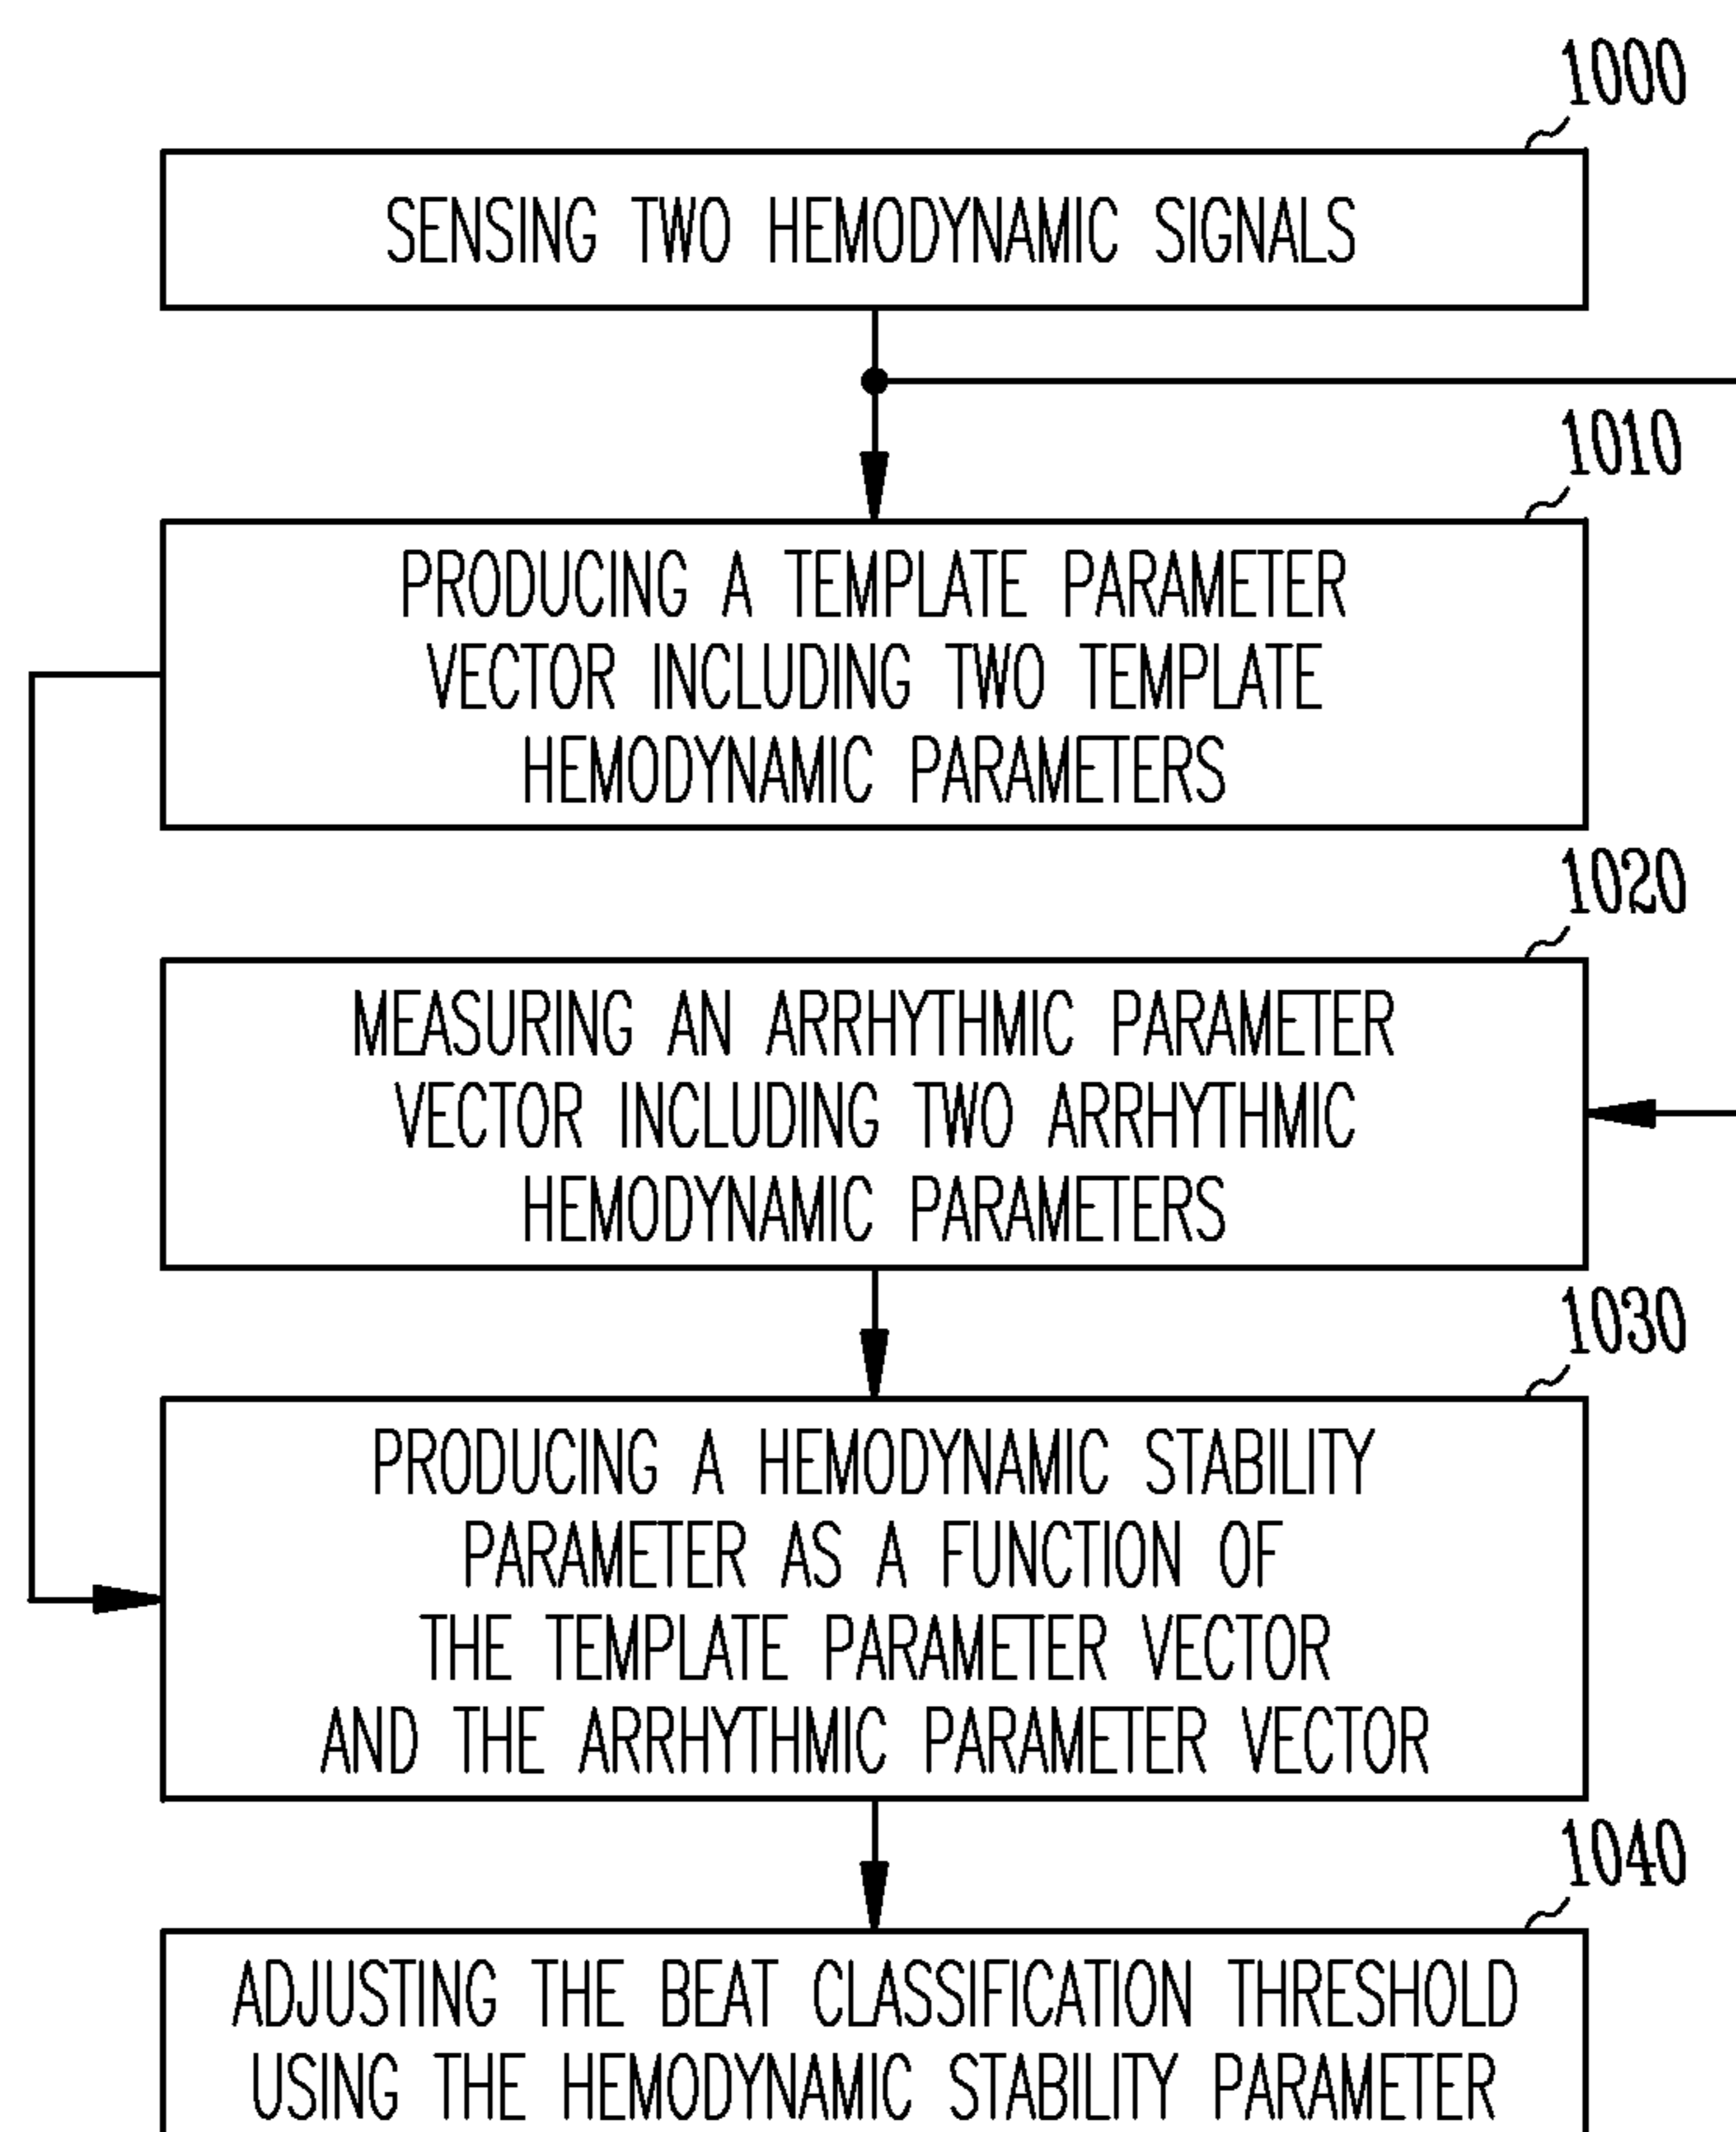 1000
SENSING TWO HEMODYNAMIC SIGNALS
1010
PRODUCING A TEMPLATE PARAMETER
VECTOR INCLUDING TWO TEMPLATE
HEMODYNAMIC PARAMETERS
1020
MEASURING AN ARRHYTHMIC PARAMETER
VECTOR INCLUDING TWO ARRHYTHMIC
HEMODYNAMIC PARAMETERS
1030
PRODUCING A HEMODYNAMIC STABILITY
PARAMETER AS A FUNCTION OF
THE TEMPLATE PARAMETER VECTOR
AND THE ARRHYTHMIC PARAMETER VECTOR
1040
ADJUSTING THE BEAT CLASSIFICATION THRESHOLD
USING THE HEMODYNAMIC STABILITY PARAMETER